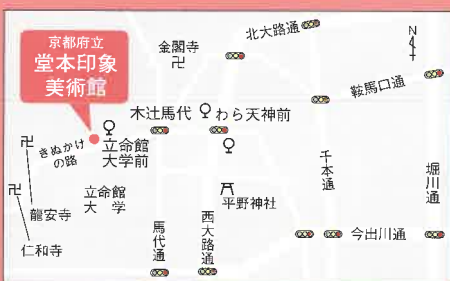 京都府立
堂本印象
美術館
金閣寺
卍
北大路通
N
鞍馬口通
木辻馬代
わら天神前
卍
きぬかけ
の路
立命館
大学前
千本通
堀川通
卍
立命館
大学
平野神社
龍安寺
仁和寺
馬代通
西大路通
今出川通